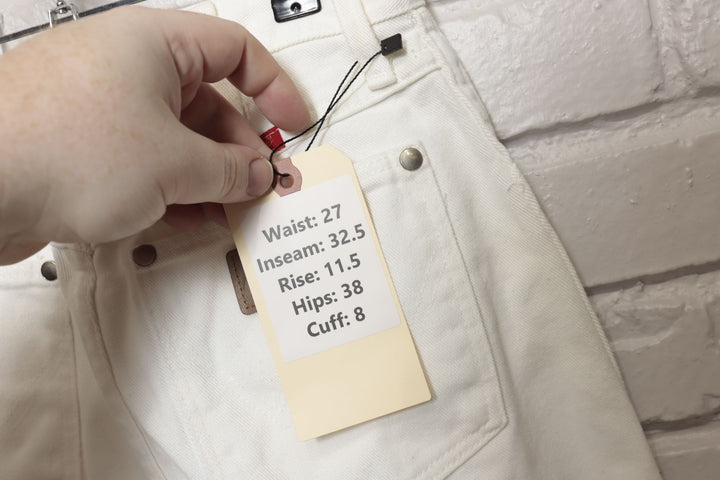 Waist: 27
Inseam: 32.5
Rise: 11.5
Hips: 38
Cuff: 8